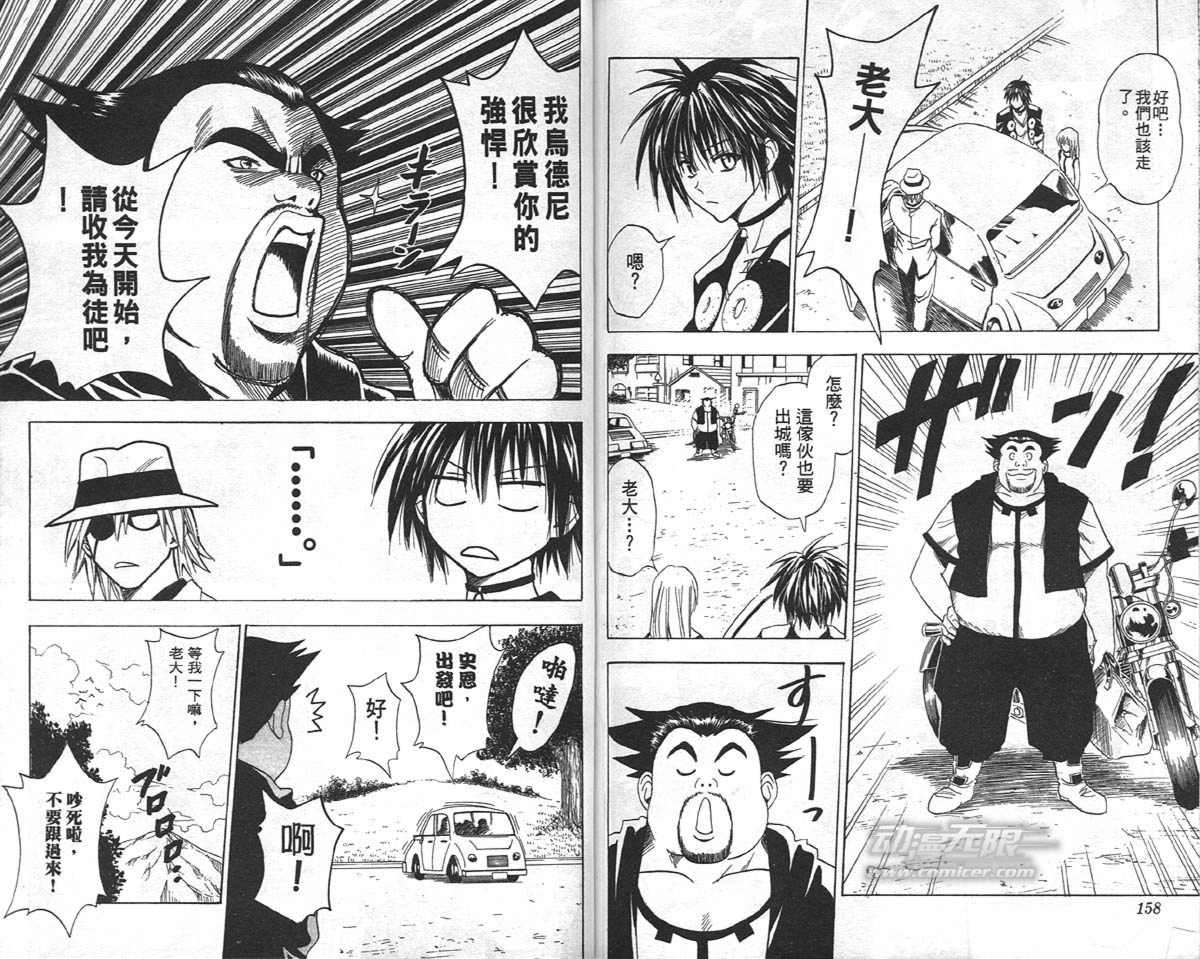 好吧…
我們也該走
了。
老大
——！
嗯？
ザン！
怎麼？
這傢伙也要
出城嗎？
老大…？
すーっ
158
动漫无限
www.comicer.com
我烏德尼
很欣賞你的
強悍！
キラーン
從今天開始，
請收我為徒吧
！
「……。」
啪噠！
史恩，
出發吧！
好！
啊！
等我一下嘛，
老大！
ブロロロ…
吵死啦，
不要跟過來！